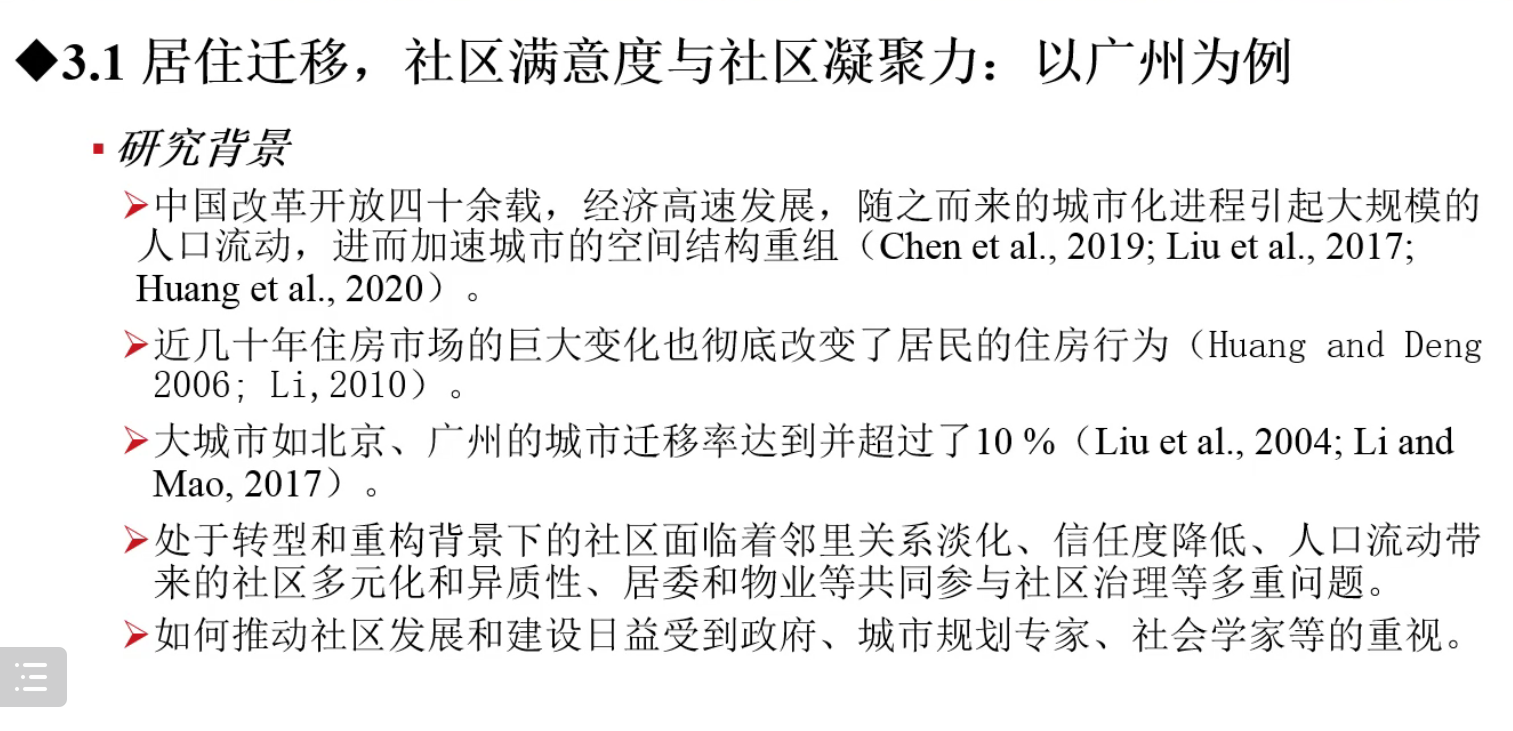 ◆3.1 居住迁移，社区满意度与社区凝聚力：以广州为例
▪ 研究背景
➢中国改革开放四十余载，经济高速发展，随之而来的城市化进程引起大规模的
人口流动，进而加速城市的空间结构重组（Chen et al., 2019; Liu et al., 2017;
Huang et al., 2020）。
➢近几十年住房市场的巨大变化也彻底改变了居民的住房行为（Huang and Deng
2006; Li,2010）。
➢大城市如北京、广州的城市迁移率达到并超过了10 %（Liu et al., 2004; Li and
Mao, 2017）。
➢处于转型和重构背景下的社区面临着邻里关系淡化、信任度降低、人口流动带
来的社区多元化和异质性、居委和物业等共同参与社区治理等多重问题。
➢如何推动社区发展和建设日益受到政府、城市规划专家、社会学家等的重视。